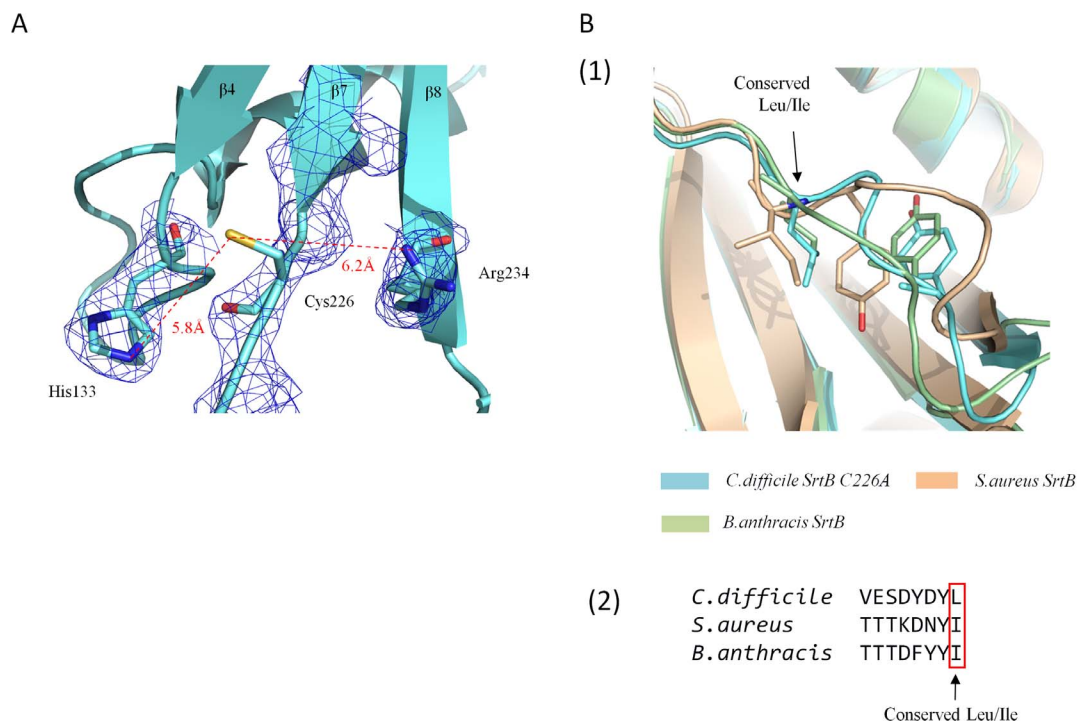 A
β4
β7
β8
6.2Å
Arg234
Cys226
5.8Å
His133
B
(1)
Conserved
Leu/Ile
C.difficile SrtB C226A
S.aureus SrtB
B.anthracis SrtB
(2)
C.difficile VESDYDYL
S.aureus TTTKDNYI
B.anthracis TTTDFYYI
Conserved Leu/Ile